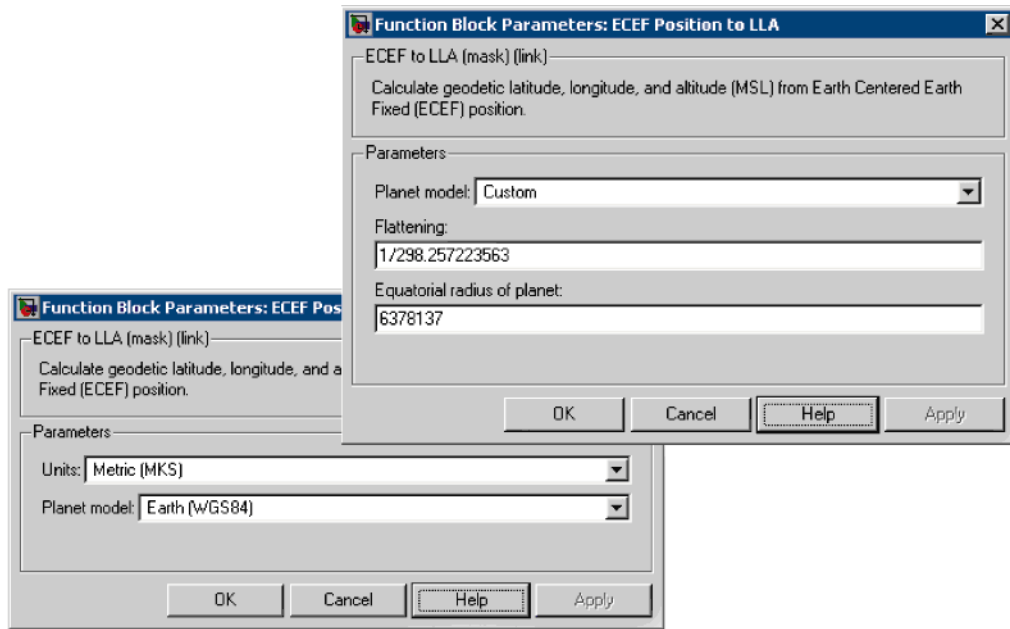 Function Block Parameters: ECEF Position to LLA
ECEF to LLA (mask) (link)
Calculate geodetic latitude, longitude, and altitude (MSL) from Earth Centered Earth
Fixed (ECEF) position.
Parameters
Planet model: Custom
Flattening:
1/298.257223563
Equatorial radius of planet:
6378137
OK Cancel Help Apply
Function Block Parameters: ECEF Pos
ECEF to LLA (mask) (link)
Calculate geodetic latitude, longitude, and a
Fixed (ECEF) position.
Parameters
Units: Metric (MKS)
Planet model: Earth (WGS84)
OK Cancel Help Apply